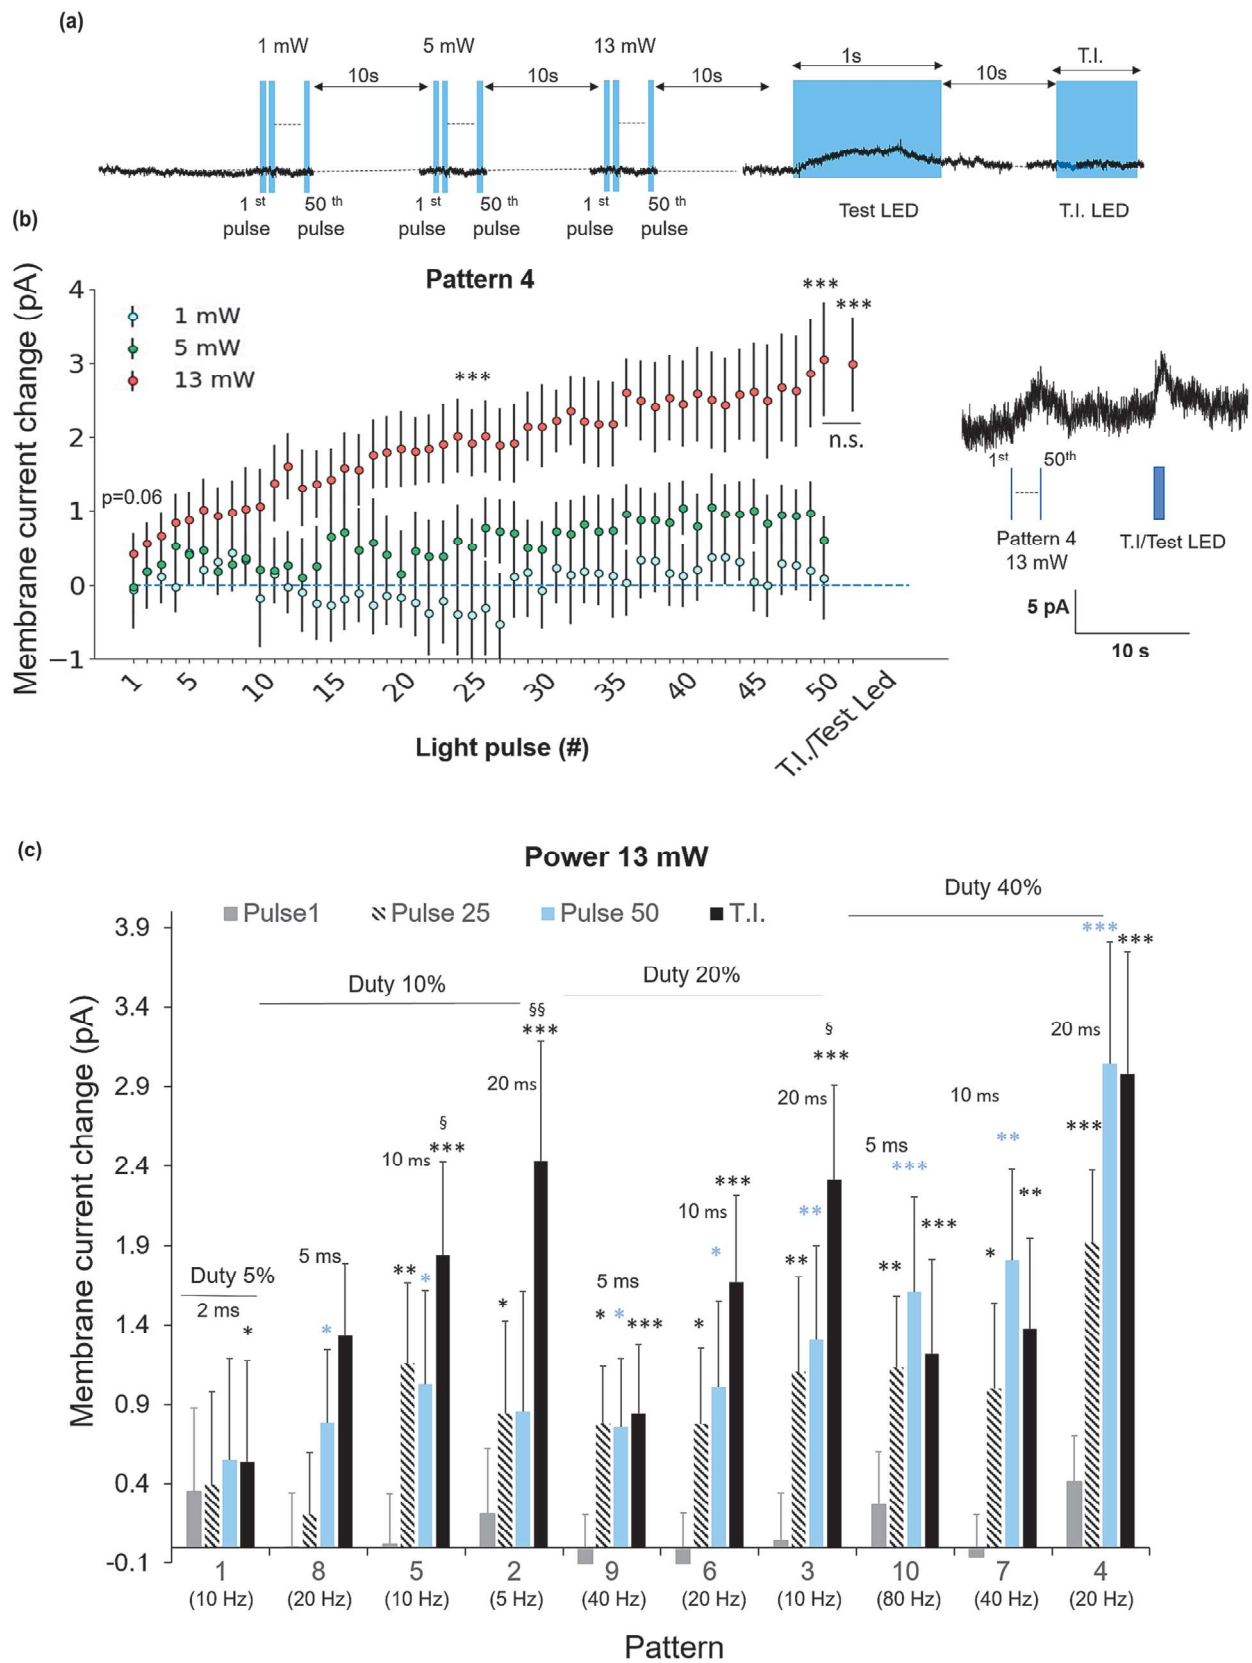 (a)
1 mW
5 mW
13 mW
10s
10s
10s
1s
10s
T.I.
1 st
pulse
50 th
pulse
1 st
pulse
50 th
pulse
1 st
pulse
50 th
pulse
Test LED
T.I. LED
(b)
Pattern 4
Membrane current change (pA)
4
3
2
1
0
−1
1 mW
5 mW
13 mW
p=0.06
***
***
***
n.s.
1
5
10
15
20
25
30
35
40
45
50
T.I./Test Led
Light pulse (#)
1st
50th
Pattern 4
13 mW
T.I/Test LED
5 pA
10 s
(c)
Power 13 mW
Pulse1
Pulse 25
Pulse 50
T.I.
Membrane current change (pA)
3.9
3.4
2.9
2.4
1.9
1.4
0.9
0.4
-0.1
Duty 5%
2 ms
*
Duty 10%
5 ms
*
10 ms
**
*
***
§
20 ms
*
***
§§
Duty 20%
5 ms
*
*
***
10 ms
*
*
***
20 ms
**
**
***
§
Duty 40%
5 ms
**
***
***
10 ms
*
**
**
20 ms
***
***
***
1
(10 Hz)
8
(20 Hz)
5
(10 Hz)
2
(5 Hz)
9
(40 Hz)
6
(20 Hz)
3
(10 Hz)
10
(80 Hz)
7
(40 Hz)
4
(20 Hz)
Pattern